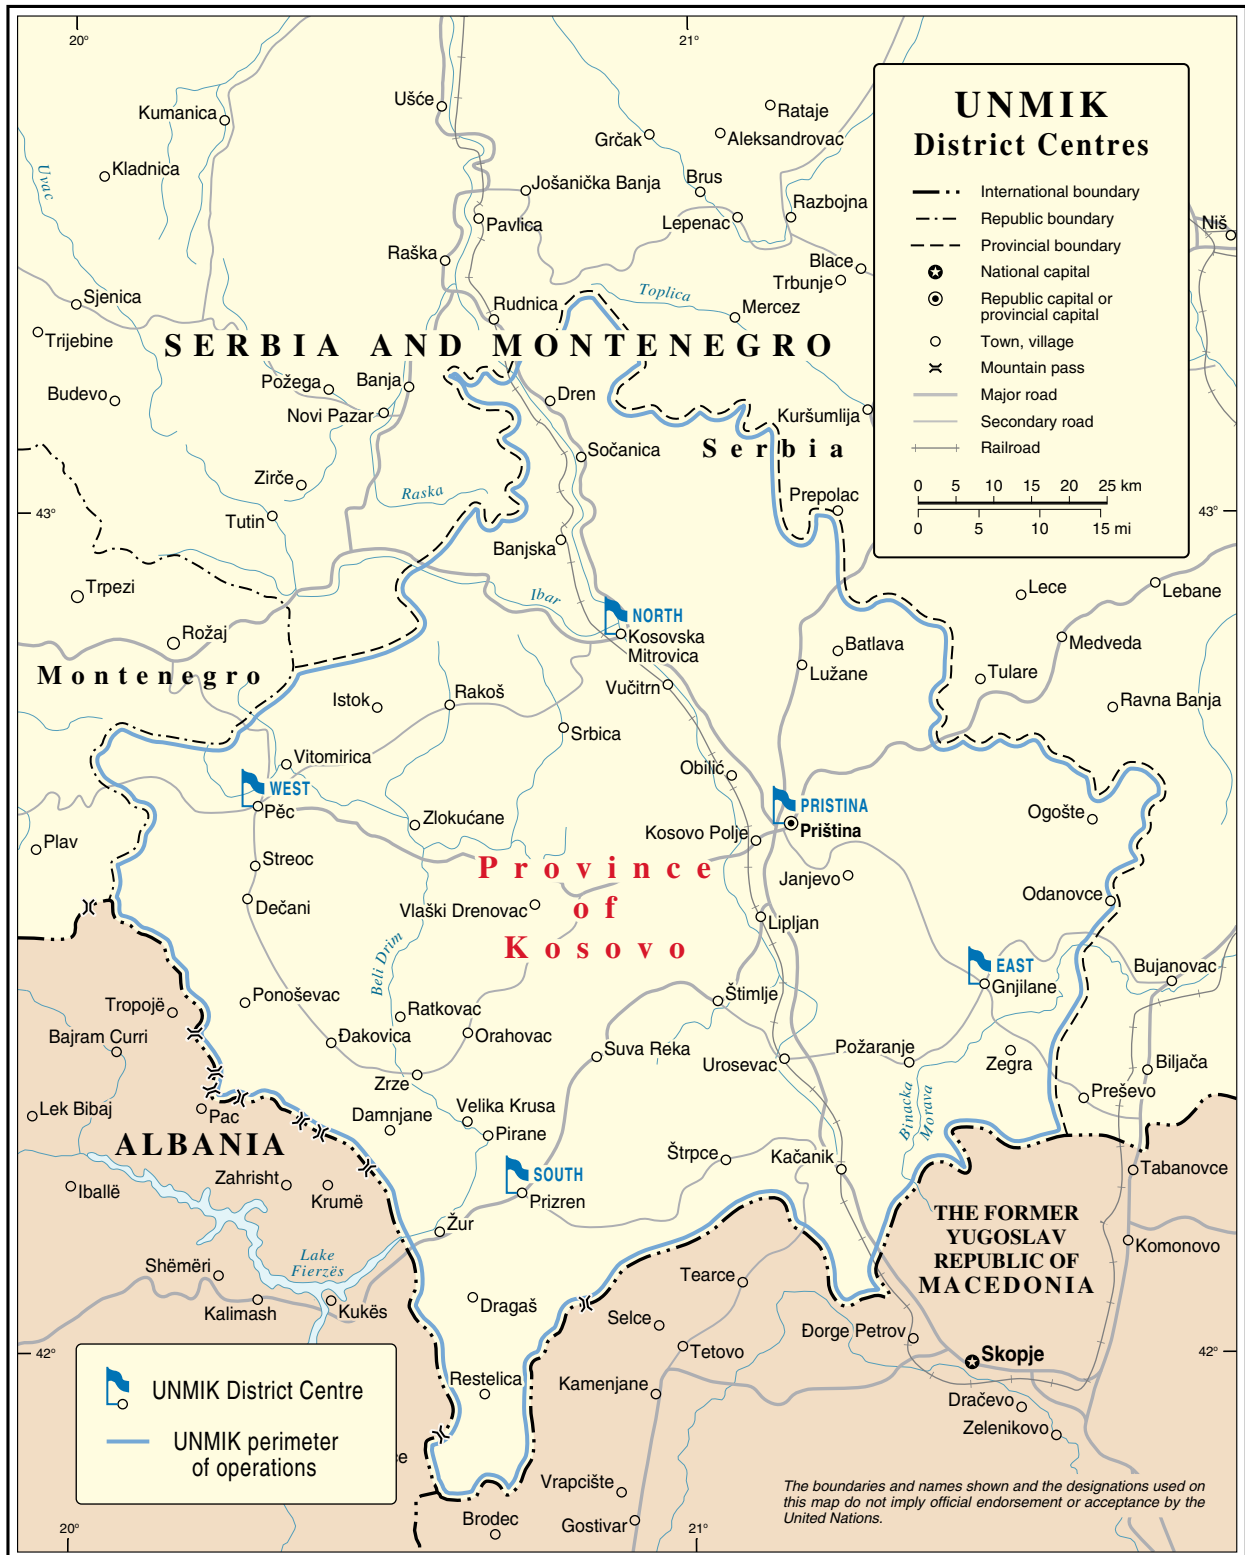 20°
21°
UNMIK
District Centres
International boundary
Republic boundary
Provincial boundary
National capital
Republic capital or
provincial capital
Town, village
Mountain pass
Major road
Secondary road
Railroad
0 5 10 15 20 25 km
0 5 10 15 mi
Kumanica
Ušće
Rataje
Grčak
Aleksandrovac
Kladnica
Uvac
Jošanička Banja
Brus
Razbojna
Pavlica
Lepenac
Niš
Raška
Blace
Trbunje
Sjenica
Rudnica
Toplica
Mercez
Trijebine
SERBIA AND MONTENEGRO
Požega
Banja
Budevo
Dren
Novi Pazar
Kuršumlija
Sočanica
Serbia
Zirče
Raska
Prepolac
43°
Tutin
43°
Banjska
Trpezi
Ibar
Lece
Lebane
NORTH
Kosovska
Mitrovica
Rožaj
Batlava
Medveda
Montenegro
Lužane
Tulare
Vučitrn
Istok
Rakoš
Ravna Banja
Srbica
Vitomirica
Obilić
WEST
Pěc
PRISTINA
Priština
Zlokućane
Ogošte
Plav
Kosovo Polje
Streoc
Province
of
Kosovo
Janjevo
Dečani
Vlaški Drenovac
Odanovce
Lipljan
Beli Drim
EAST
Gnjilane
Bujanovac
Tropojë
Ponoševac
Štimlje
Ratkovac
Bajram Curri
Đakovica
Orahovac
Suva Reka
Požaranje
Urosevac
Zegra
Biljača
Zrze
Lek Bibaj
Pac
Damnjane
Velika Krusa
Binacka
Morava
Preševo
Pirane
ALBANIA
Štrpce
Kačanik
Tabanovce
Iballë
Zahrisht
Krumë
SOUTH
Prizren
THE FORMER
YUGOSLAV
REPUBLIC OF
MACEDONIA
Žur
Komonovo
Lake
Fierzës
Shëmëri
Tearce
Kalimash
Kukës
Dragaš
Selce
Đorge Petrov
42°
Tetovo
Skopje
42°
UNMIK District Centre
UNMIK perimeter
of operations
Restelica
Kamenjane
Dračevo
Zelenikovo
ce
Vrapcište
The boundaries and names shown and the designations used on
this map do not imply official endorsement or acceptance by the
United Nations.
Brodec
Gostivar
20°
21°